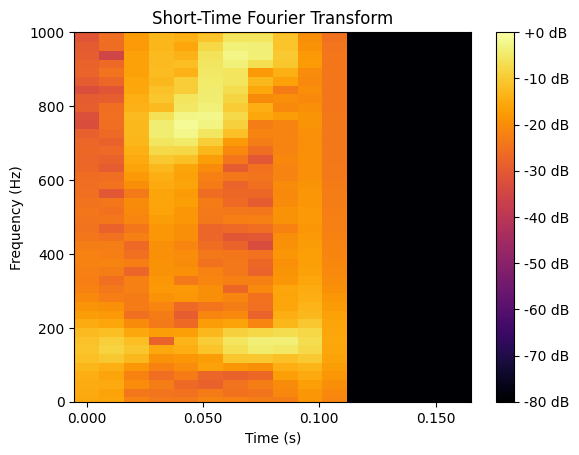 Short-Time Fourier Transform
1000
800
600
400
200
0
Frequency (Hz)
0.000
0.050
0.100
0.150
Time (s)
+0 dB
-10 dB
-20 dB
-30 dB
-40 dB
-50 dB
-60 dB
-70 dB
-80 dB